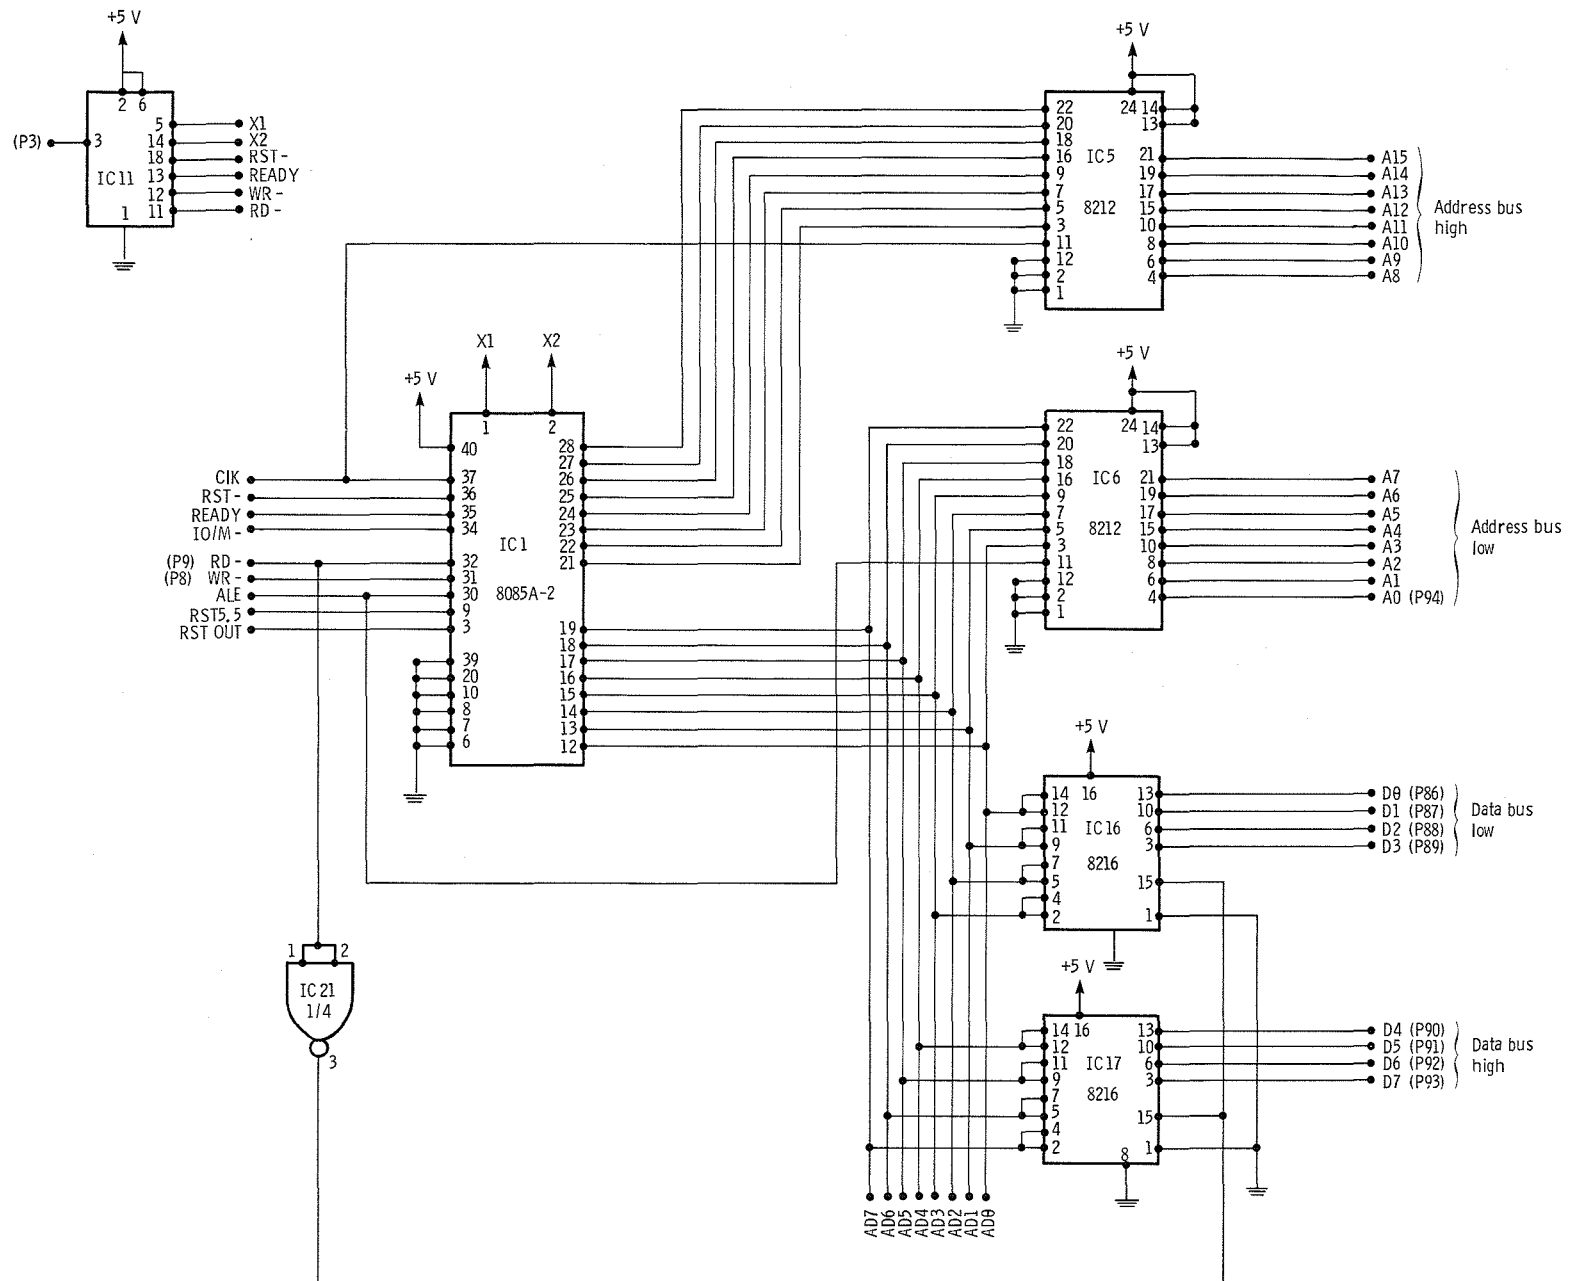 +5 V
2 6
(P3) 3
IC11
1
5 X1
14 X2
18 RST-
13 READY
12 WR-
11 RD-
+5 V
24 14
13
22
20
18
16
9
7
5
3
11
12
2
1
IC5
8212
21 A15
19 A14
17 A13
15 A12
10 A11
8 A10
6 A9
4 A8
Address bus
high
+5 V
X1
X2
1
2
40
CIK 37
RST- 36
READY 35
IO/M- 34
(P9) RD- 32
(P8) WR- 31
ALE 30
RST5.5 9
RST OUT 3
39
20
10
8
7
6
IC1
8085A-2
28
27
26
25
24
23
22
21
19
18
17
16
15
14
13
12
+5 V
24 14
13
22
20
18
16
9
7
5
3
11
12
2
1
IC6
8212
21 A7
19 A6
17 A5
15 A4
10 A3
8 A2
6 A1
4 A0 (P94)
Address bus
low
+5 V
16
14
12
11
9
7
5
4
2
IC16
8216
13 D0 (P86)
10 D1 (P87)
6 D2 (P88)
3 D3 (P89)
15
1
Data bus
low
1 2
IC21
1/4
3
+5 V
16
14
12
11
9
7
5
4
2
IC17
8216
13 D4 (P90)
10 D5 (P91)
6 D6 (P92)
3 D7 (P93)
15
1
8
Data bus
high
AD7
AD6
AD5
AD4
AD3
AD2
AD1
AD0